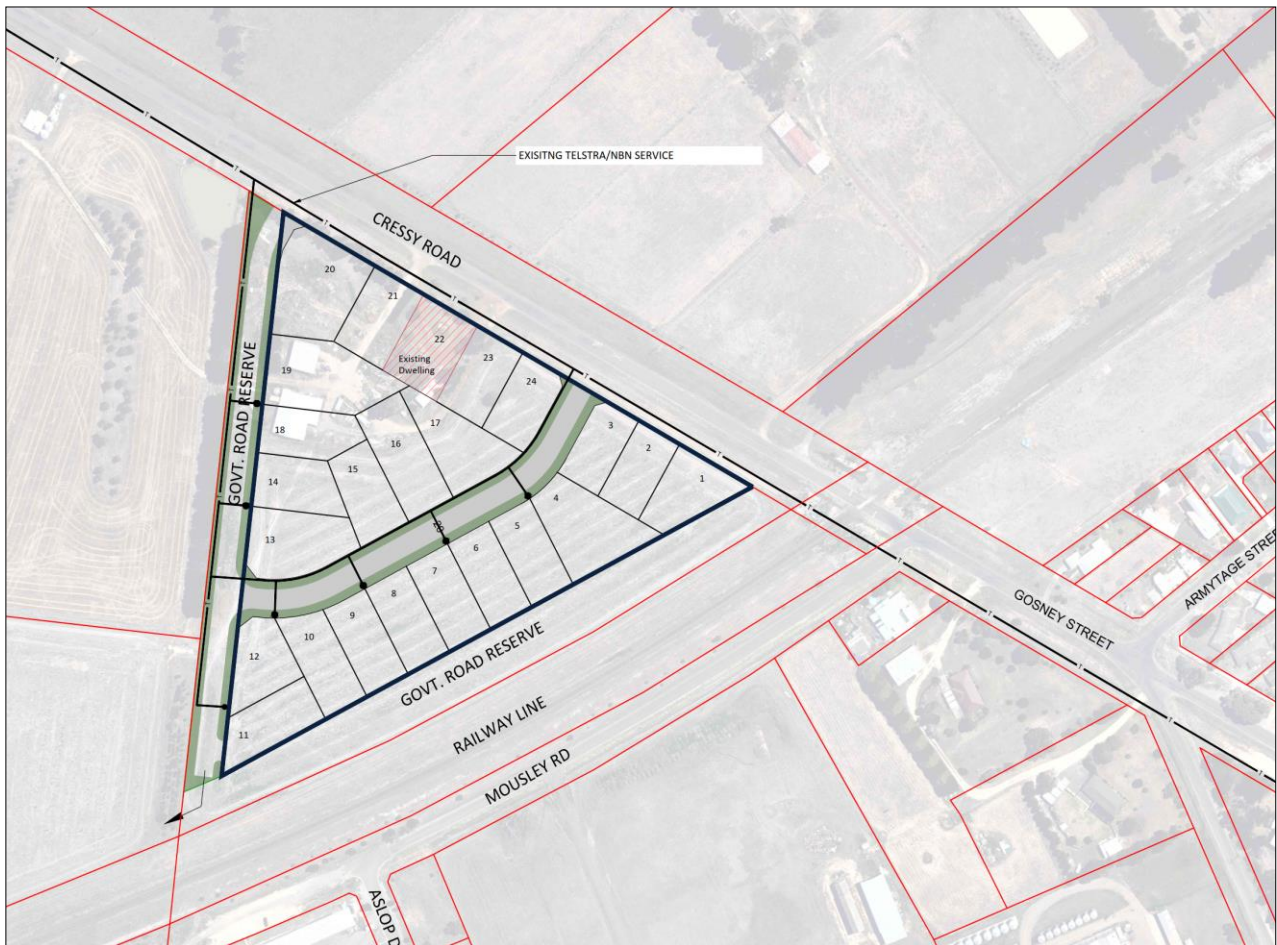 EXISITNG TELSTRA/NBN SERVICE
CRESSY ROAD
20
21
22
Existing
Dwelling
23
24
19
GOVT. ROAD RESERVE
18
17
16
15
14
13
3
2
1
4
5
6
7
8
9
10
12
11
GOVT. ROAD RESERVE
RAILWAY LINE
MOUSLEY RD
GOSNEY STREET
ARMYTAGE STREE
ASLOP D